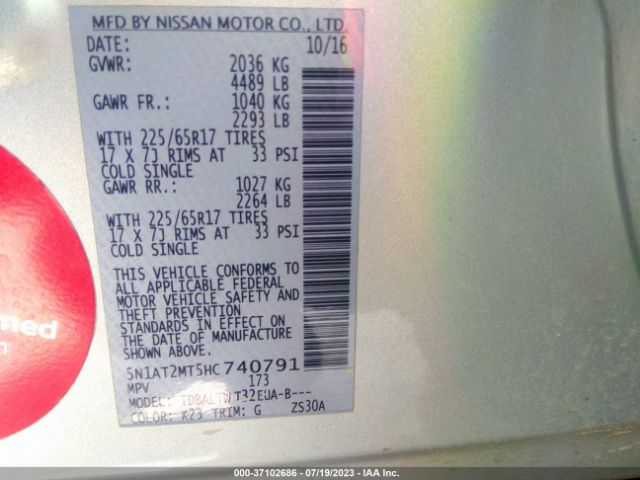 MFD BY NISSAN MOTOR CO., LTD.
DATE: 10/16
GVWR: 2036 KG
4489 LB
GAWR FR.: 1040 KG
2293 LB
WITH 225/65R17 TIRES
17 X 7J RIMS AT 33 PSI
COLD SINGLE
GAWR RR.: 1027 KG
2264 LB
WITH 225/65R17 TIRES
17 X 7J RIMS AT 33 PSI
COLD SINGLE
THIS VEHICLE CONFORMS TO
ALL APPLICABLE FEDERAL
MOTOR VEHICLE SAFETY AND
THEFT PREVENTION
STANDARDS IN EFFECT ON
THE DATE OF MANUFACTURE
SHOWN ABOVE.
5N1AT2MT5HC740791
MPV 173
MODEL: TDBALTWT32EUA-B---
COLOR: K23 TRIM: G ZS30A
000-37102686 - 07/19/2023 - IAA Inc.